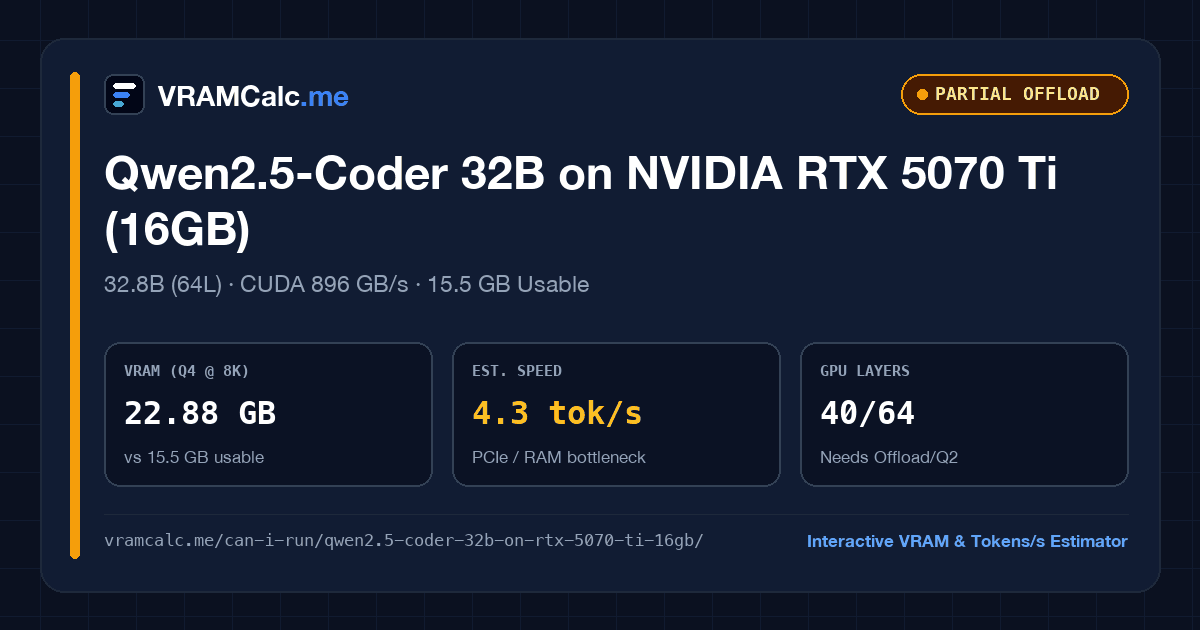 VRAMCalc.me
PARTIAL OFFLOAD
Qwen2.5-Coder 32B on NVIDIA RTX 5070 Ti
(16GB)
32.8B (64L) · CUDA 896 GB/s · 15.5 GB Usable
VRAM (Q4 @ 8K)
22.88 GB
vs 15.5 GB usable
EST. SPEED
4.3 tok/s
PCIe / RAM bottleneck
GPU LAYERS
40/64
Needs Offload/Q2
vramcalc.me/can-i-run/qwen2.5-coder-32b-on-rtx-5070-ti-16gb/
Interactive VRAM & Tokens/s Estimator